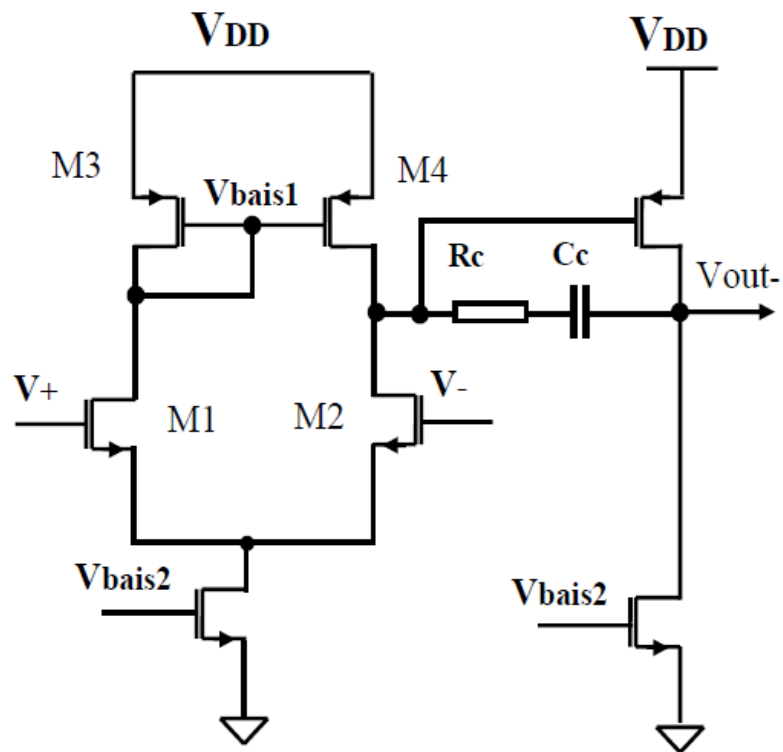 VDD
VDD
M3
M4
Vbais1
Rc
Cc
Vout-
V+
V-
M1
M2
Vbais2
Vbais2